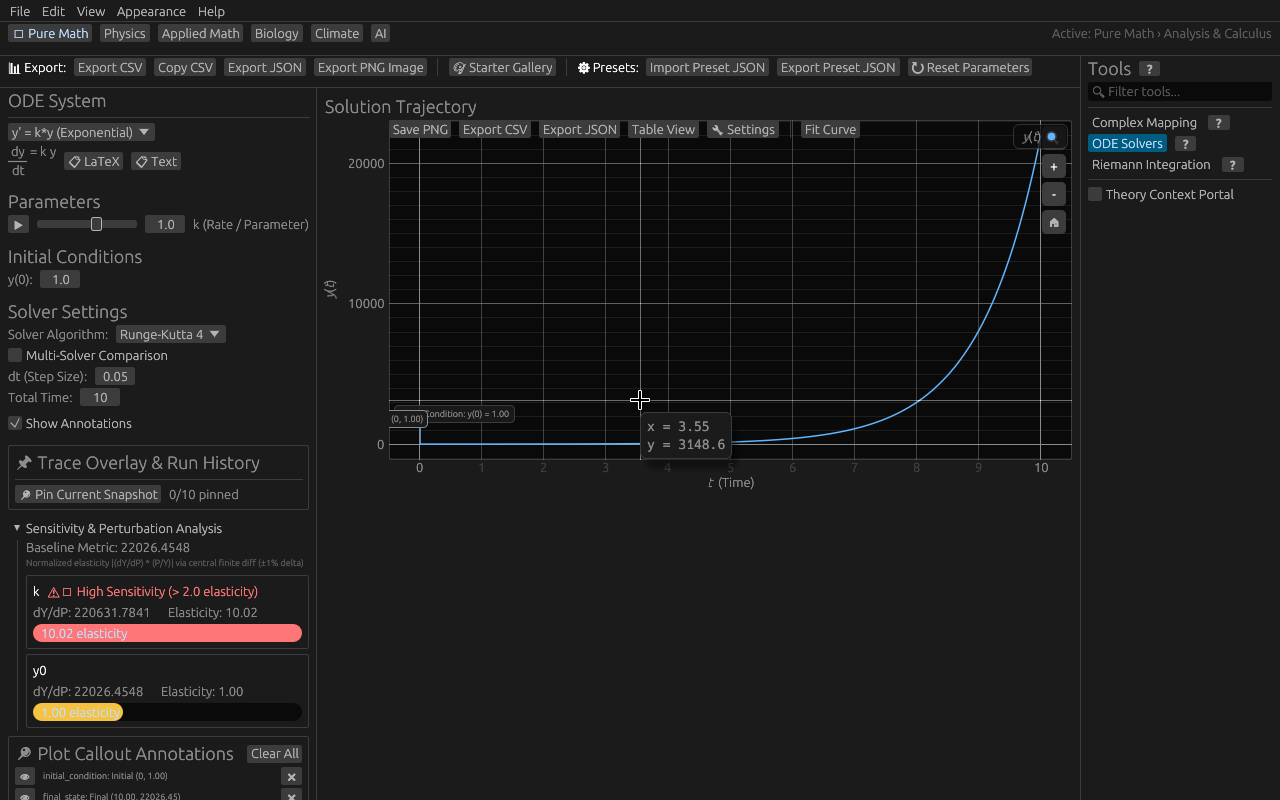 File Edit View Appearance Help
Pure Math Physics Applied Math Biology Climate AI
Active: Pure Math › Analysis & Calculus
Export: Export CSV Copy CSV Export JSON Export PNG Image Starter Gallery Presets: Import Preset JSON Export Preset JSON Reset Parameters
ODE System
y' = k*y (Exponential)
dy/dt = k y LaTeX Text
Parameters
1.0 k (Rate / Parameter)
Initial Conditions
y(0): 1.0
Solver Settings
Solver Algorithm: Runge-Kutta 4
Multi-Solver Comparison
dt (Step Size): 0.05
Total Time: 10
Show Annotations
Trace Overlay & Run History
Pin Current Snapshot 0/10 pinned
Sensitivity & Perturbation Analysis
Baseline Metric: 22026.4548
Normalized elasticity |(dY/dP) * (P/Y)| via central finite diff (±1% delta)
k High Sensitivity (> 2.0 elasticity)
dY/dP: 220631.7841 Elasticity: 10.02
10.02 elasticity
y0
dY/dP: 22026.4548 Elasticity: 1.00
1.00 elasticity
Plot Callout Annotations Clear All
initial_condition: Initial (0, 1.00)
final_state: Final (10.00, 22026.45)
Solution Trajectory
Save PNG Export CSV Export JSON Table View Settings Fit Curve
y(t)
+
-
20000
10000
0
y(t)
Condition: y(0) = 1.00
(0, 1.00)
x = 3.55
y = 3148.6
0 1 2 3 4 5 6 7 8 9 10
t (Time)
Tools ?
Filter tools...
Complex Mapping ?
ODE Solvers ?
Riemann Integration ?
Theory Context Portal